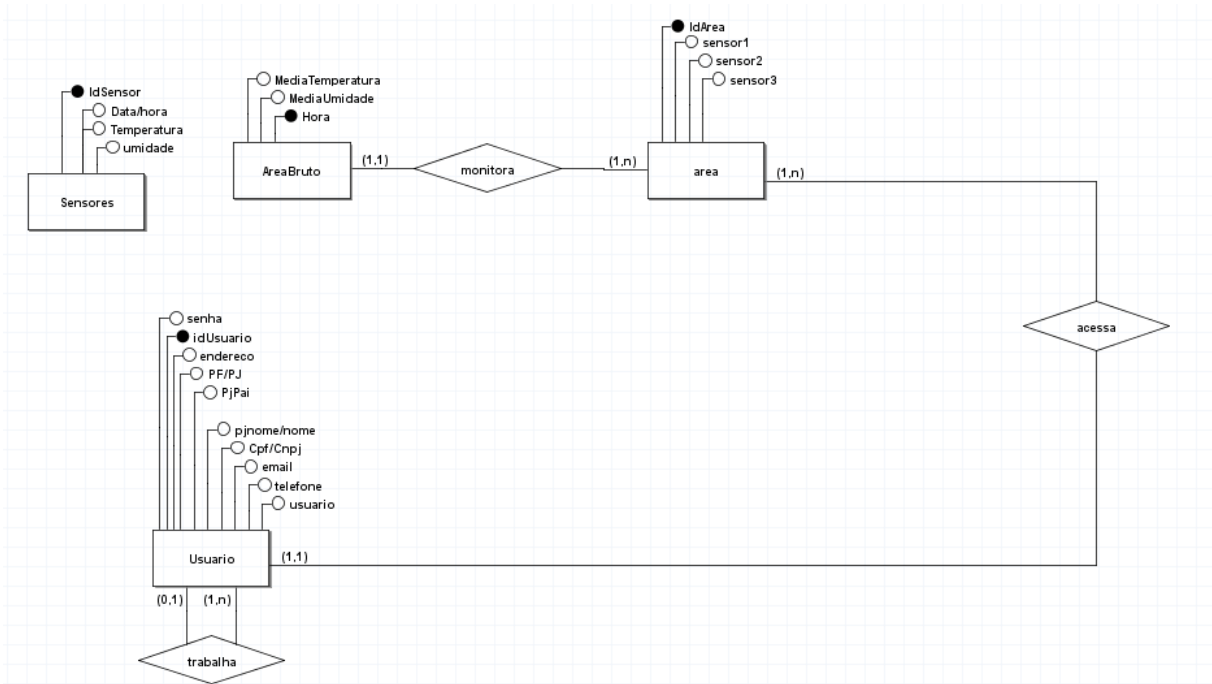 IdSensor
Data/hora
Temperatura
umidade
Sensores
MediaTemperatura
MediaUmidade
Hora
AreaBruto
(1,1)
monitora
(1,n)
IdArea
sensor1
sensor2
sensor3
area
(1,n)
acessa
senha
idUsuario
endereco
PF/PJ
PjPai
pjnome/nome
Cpf/Cnpj
email
telefone
usuario
Usuario
(1,1)
(0,1)
(1,n)
trabalha